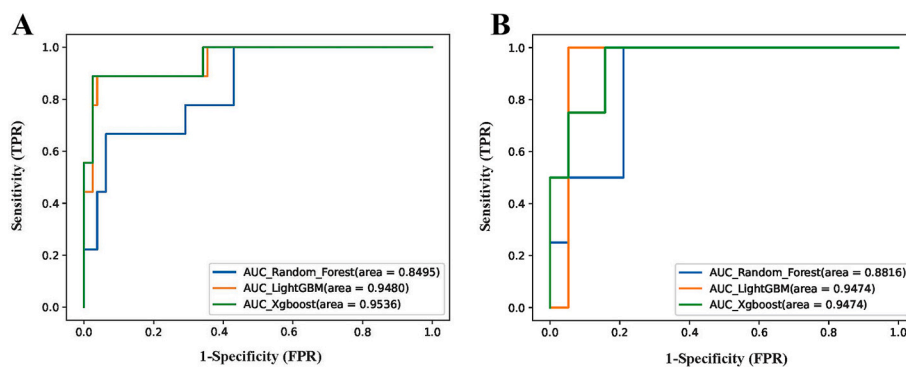 A
Sensitivity (TPR)
1.0
0.8
0.6
0.4
0.2
0.0
AUC_Random_Forest(area = 0.8495)
AUC_LightGBM(area = 0.9480)
AUC_Xgboost(area = 0.9536)
0.0 0.2 0.4 0.6 0.8 1.0
1-Specificity (FPR)
B
Sensitivity (TPR)
1.0
0.8
0.6
0.4
0.2
0.0
AUC_Random_Forest(area = 0.8816)
AUC_LightGBM(area = 0.9474)
AUC_Xgboost(area = 0.9474)
0.0 0.2 0.4 0.6 0.8 1.0
1-Specificity (FPR)